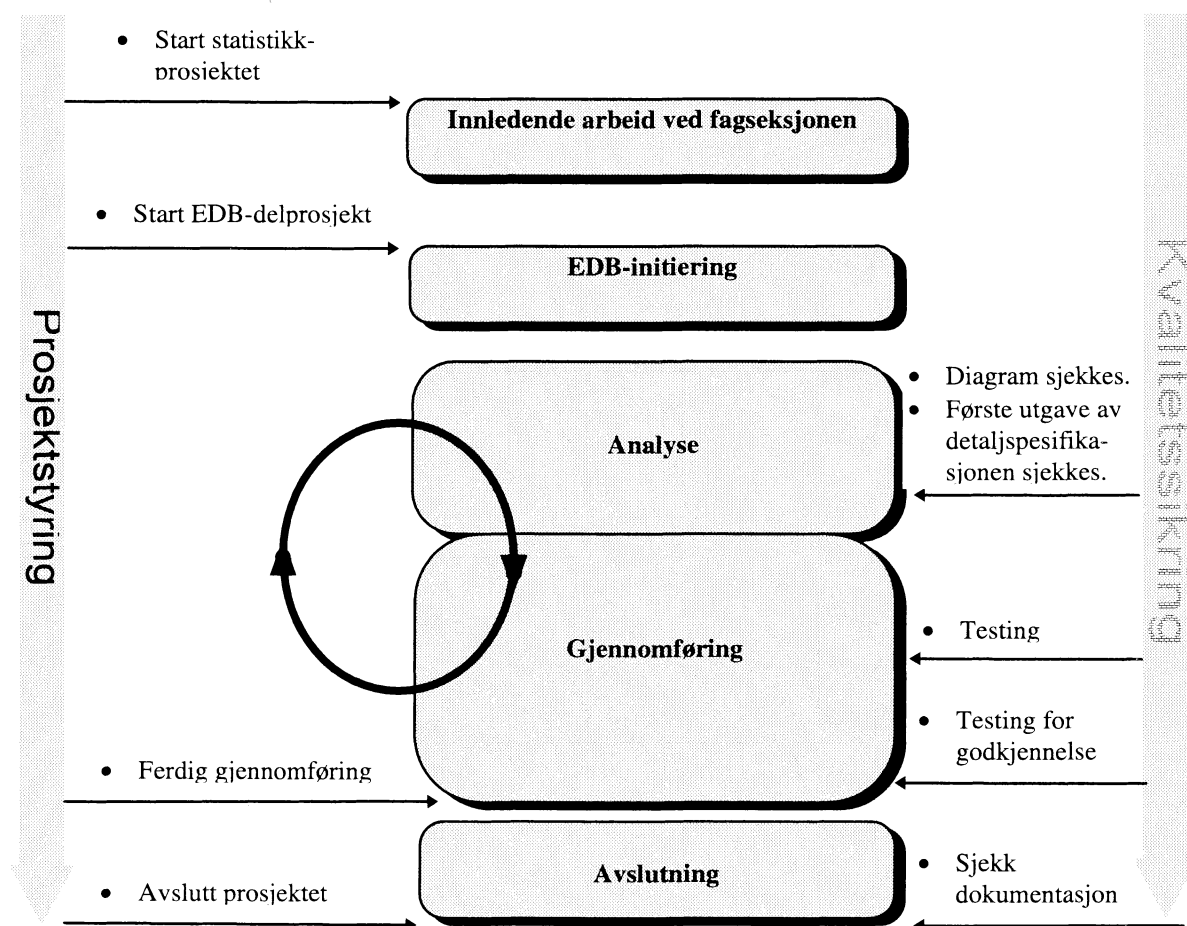 • Start statistikk-
prosjektet
Innledende arbeid ved fagseksjonen
• Start EDB-delprosjekt
EDB-initiering
Prosjektstyring
Kvalitetssikring
• Diagram sjekkes.
• Første utgave av
detaljspesifika-
sjonen sjekkes.
Analyse
Gjennomføring
• Testing
• Testing for
godkjennelse
• Ferdig gjennomføring
Avslutning
• Sjekk
dokumentasjon
• Avslutt prosjektet